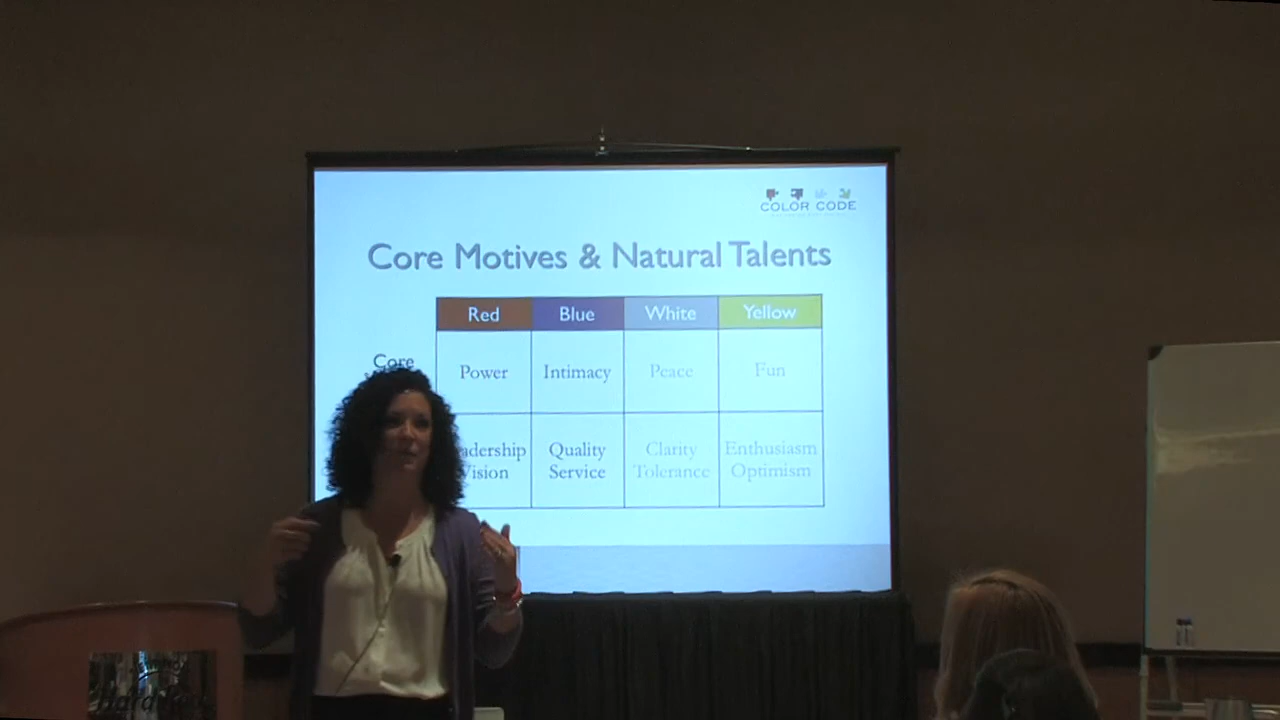 COLOR CODE
Core Motives & Natural Talents
Red Blue White Yellow
Core
Power Intimacy Peace Fun
Quality Clarity Enthusiasm
Service Tolerance Optimism